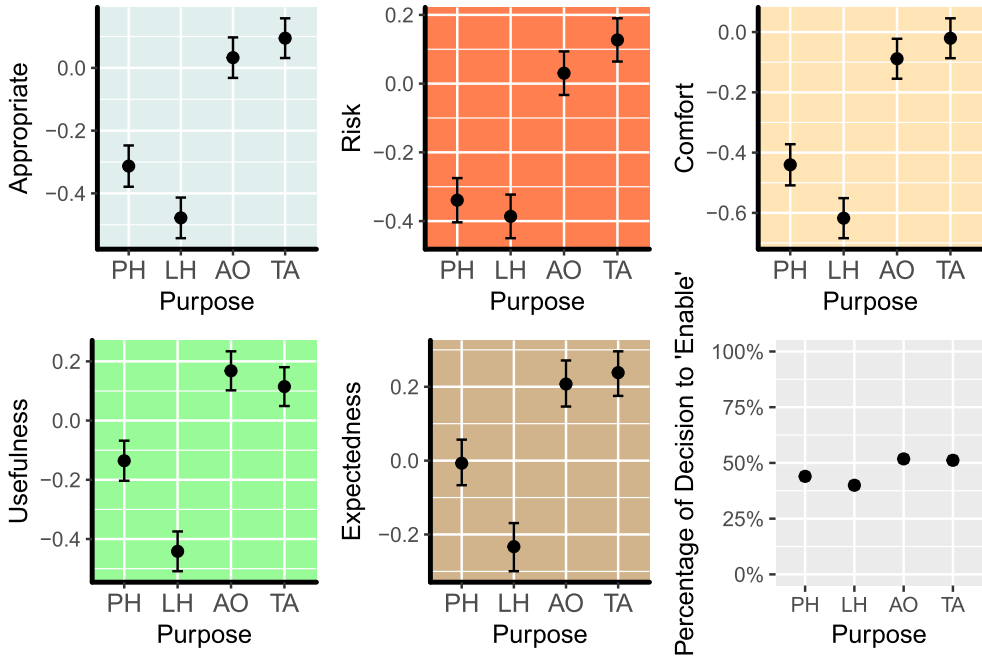 Appropriate
0.0
−0.2
−0.4
PH LH AO TA
Purpose
Risk
0.2
0.0
−0.2
−0.4
PH LH AO TA
Purpose
Comfort
0.0
−0.2
−0.4
−0.6
PH LH AO TA
Purpose
Usefulness
0.2
0.0
−0.2
−0.4
PH LH AO TA
Purpose
Expectedness
0.2
0.0
−0.2
PH LH AO TA
Purpose
Percentage of Decision to 'Enable'
100%
75%
50%
25%
0%
PH LH AO TA
Purpose